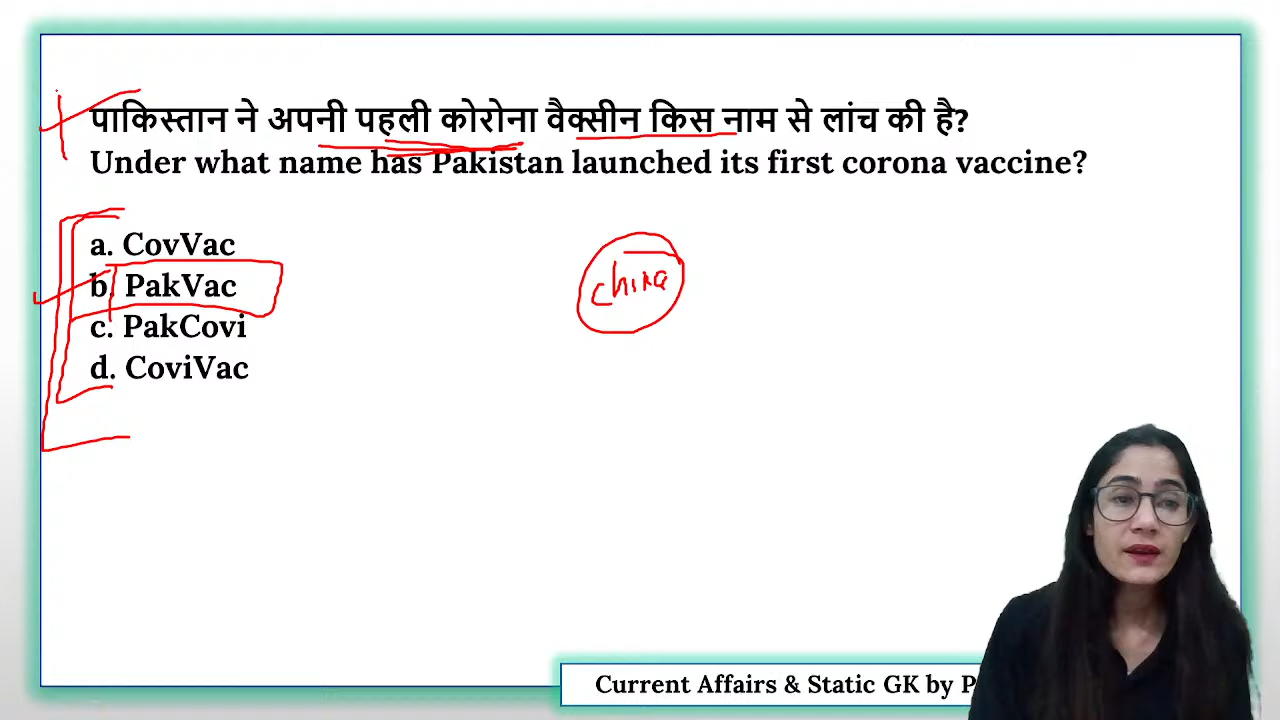 पाकिस्तान ने अपनी पहली कोरोना वैक्सीन किस नाम से लांच की है?
Under what name has Pakistan launched its first corona vaccine?
a. CovVac
b. PakVac
china
c. PakCovi
d. CoviVac
Current Affairs & Static GK by P